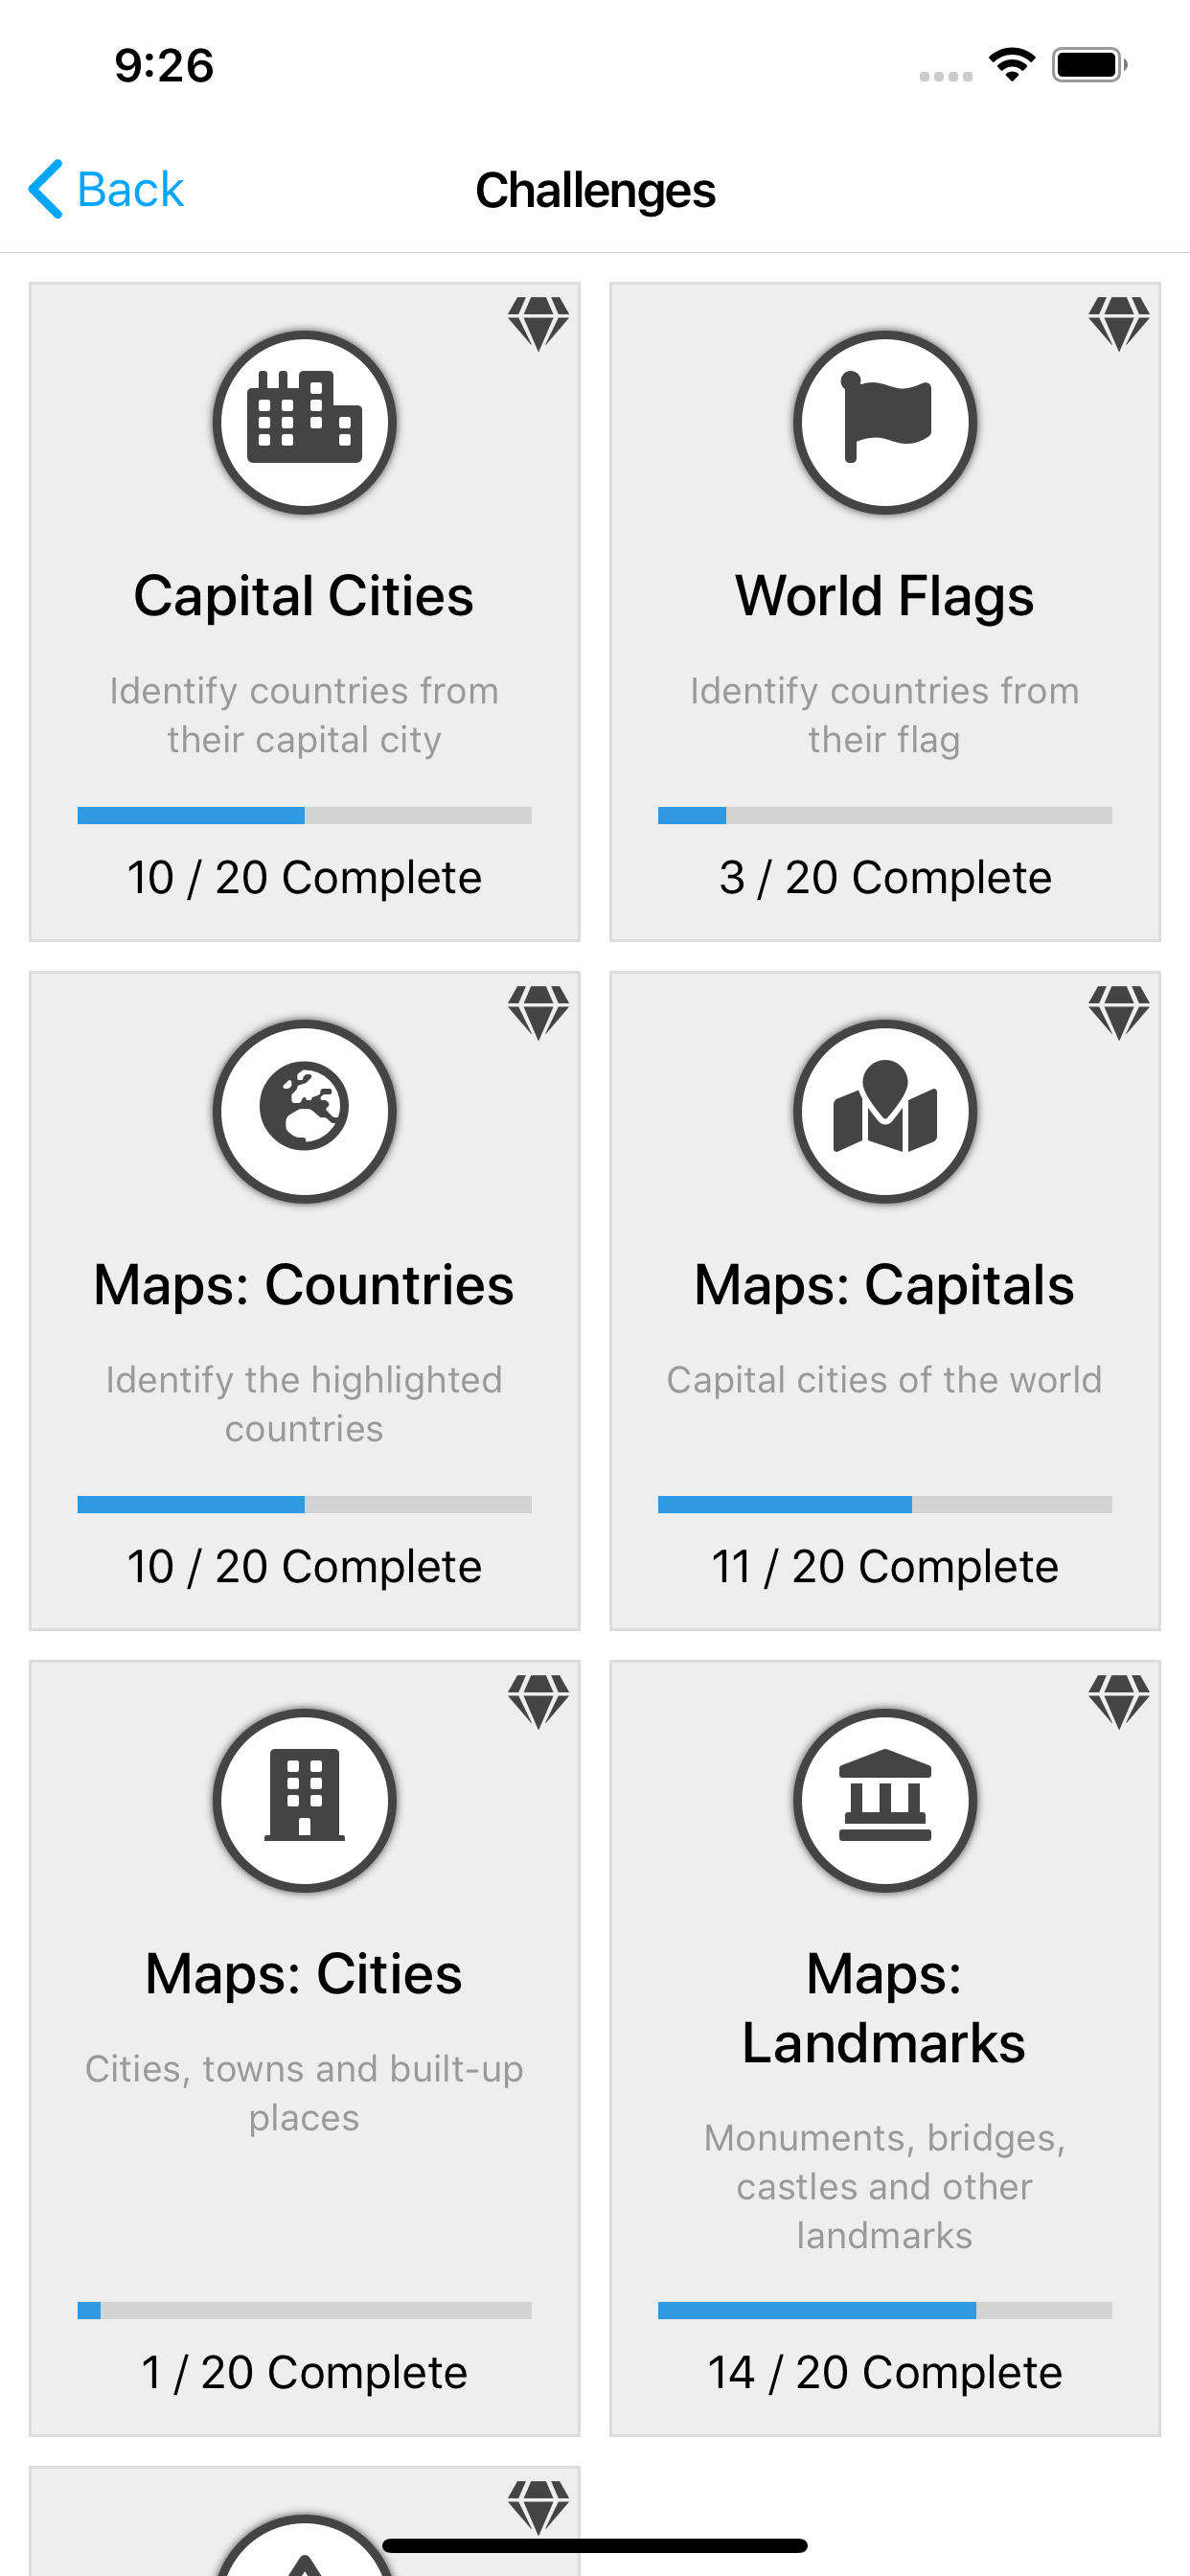 9:26
Back
Challenges
Capital Cities
Identify countries from
their capital city
10 / 20 Complete
World Flags
Identify countries from
their flag
3 / 20 Complete
Maps: Countries
Identify the highlighted
countries
10 / 20 Complete
Maps: Capitals
Capital cities of the world
11 / 20 Complete
Maps: Cities
Cities, towns and built-up
places
1 / 20 Complete
Maps:
Landmarks
Monuments, bridges,
castles and other
landmarks
14 / 20 Complete